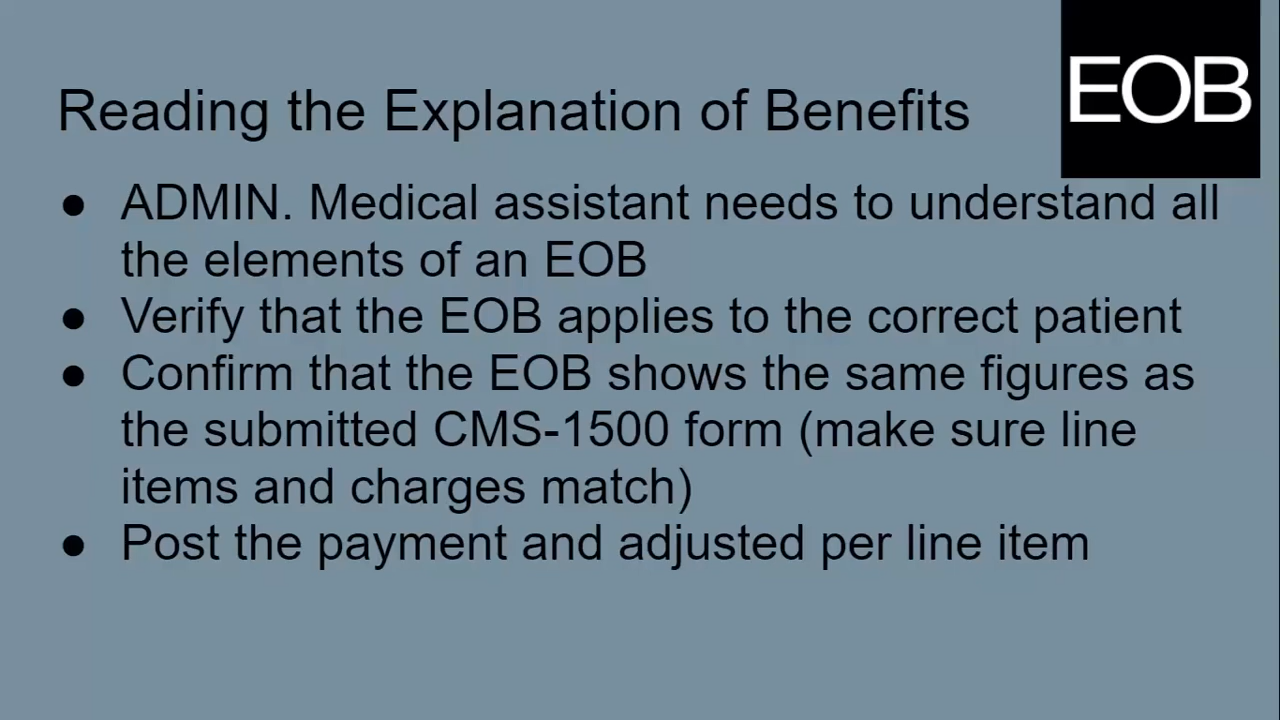 EOB
Reading the Explanation of Benefits
● ADMIN. Medical assistant needs to understand all
the elements of an EOB
● Verify that the EOB applies to the correct patient
● Confirm that the EOB shows the same figures as
the submitted CMS-1500 form (make sure line
items and charges match)
● Post the payment and adjusted per line item